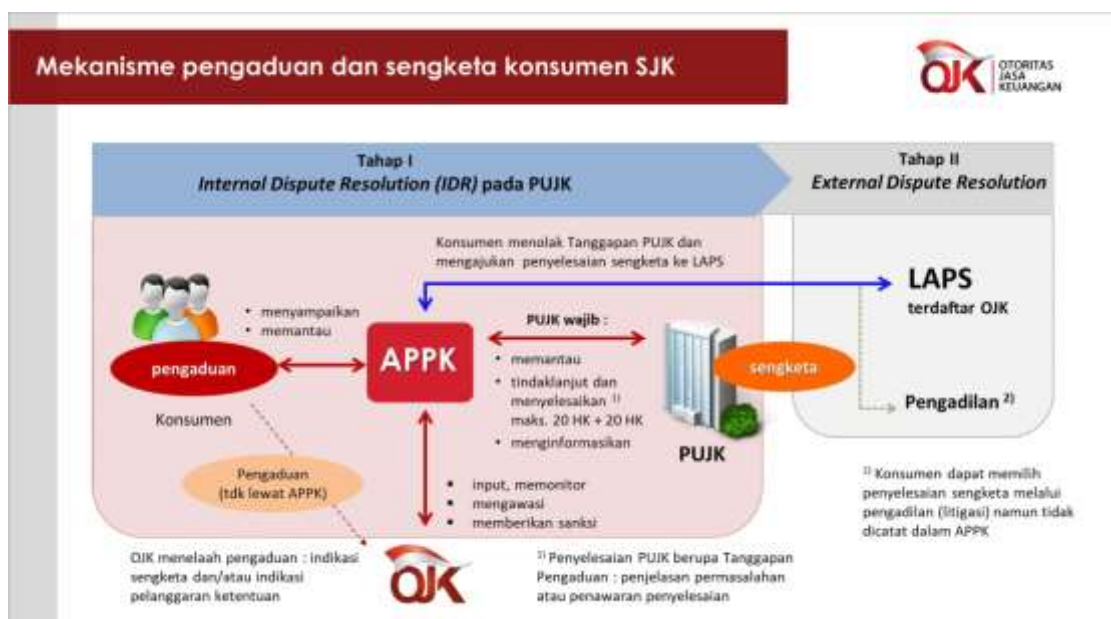 Mekanisme pengaduan dan sengketa konsumen SJK
OJK
OTORITAS
JASA
KEUANGAN
Tahap I
Internal Dispute Resolution (IDR) pada PUJK
Tahap II
External Dispute Resolution
Konsumen menolak Tanggapan PUJK dan
mengajukan penyelesaian sengketa ke LAPS
LAPS
terdaftar OJK
• menyampaikan
• memantau
pengaduan
Konsumen
APPK
PUJK wajib :
• memantau
• tindaklanjut dan
menyelesaikan 1)
maks. 20 HK + 20 HK
• menginformasikan
PUJK
sengketa
Pengadilan 2)
Pengaduan
(tdk lewat APPK)
▪ input, memonitor
▪ mengawasi
▪ memberikan sanksi
OJK menelaah pengaduan : indikasi
sengketa dan/atau indikasi
pelanggaran ketentuan
OJK
1) Penyelesaian PUJK berupa Tanggapan
Pengaduan : penjelasan permasalahan
atau penawaran penyelesaian
2) Konsumen dapat memilih
penyelesaian sengketa melalui
pengadilan (litigasi) namun tidak
dicatat dalam APPK